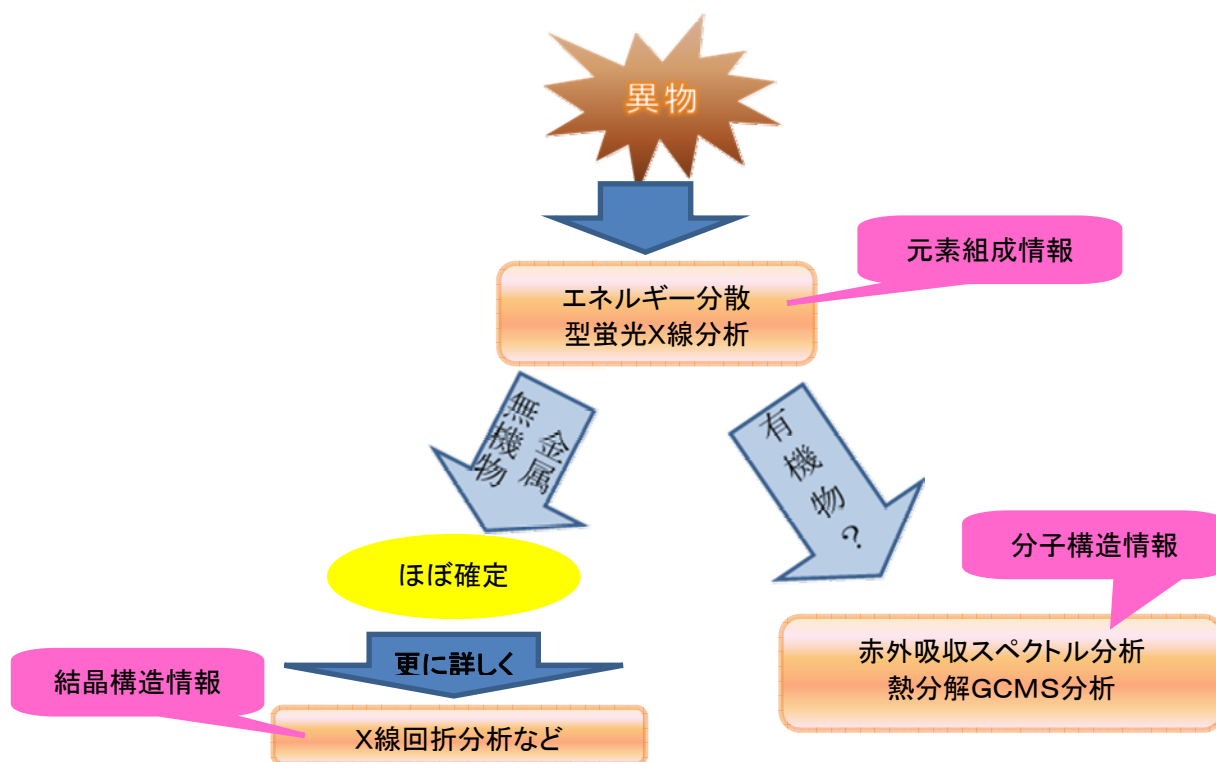 異物
元素組成情報
エネルギー分散
型蛍光X線分析
無機物
金属
有機物?
ほぼ確定
分子構造情報
更に詳しく
結晶構造情報
赤外吸収スペクトル分析
熱分解GCMS分析
X線回折分析など